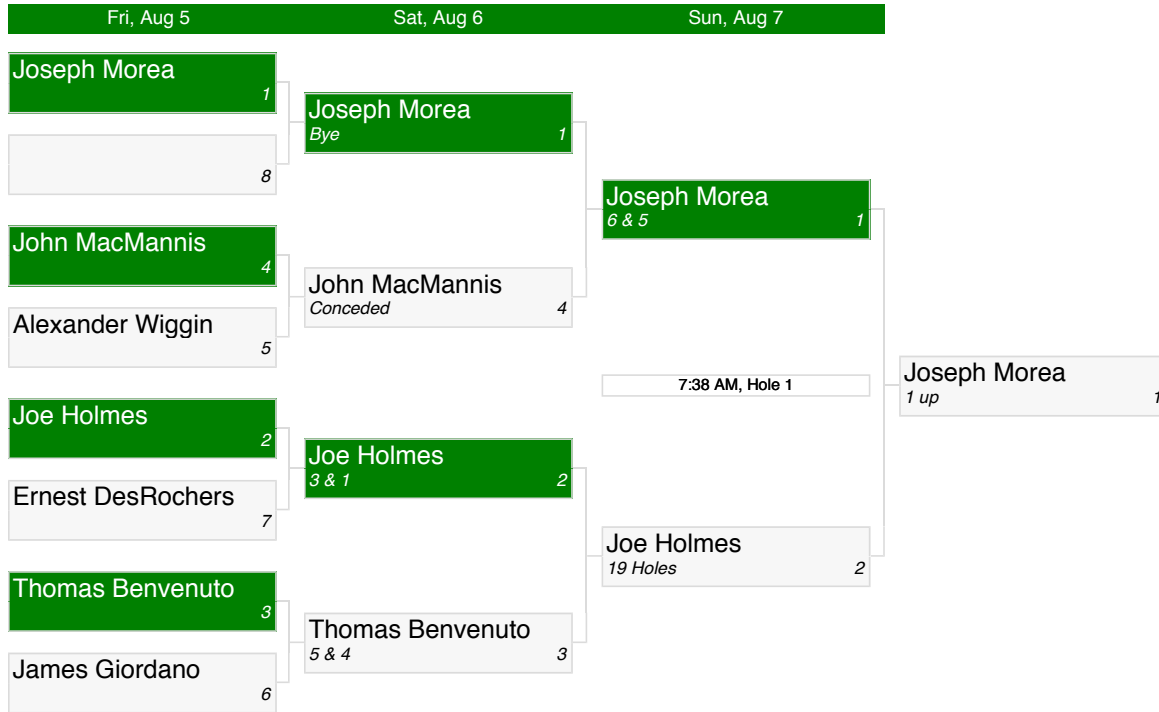 Fri, Aug 5
Sat, Aug 6
Sun, Aug 7
Joseph Morea
1
8
John MacMannis
4
Alexander Wiggin
5
Joe Holmes
2
Ernest DesRochers
7
Thomas Benvenuto
3
James Giordano
6
Joseph Morea
Bye 1
John MacMannis
Conceded 4
Joe Holmes
3 & 1 2
Thomas Benvenuto
5 & 4 3
Joseph Morea
6 & 5 1
7:38 AM, Hole 1
Joe Holmes
19 Holes 2
Joseph Morea
1 up 1